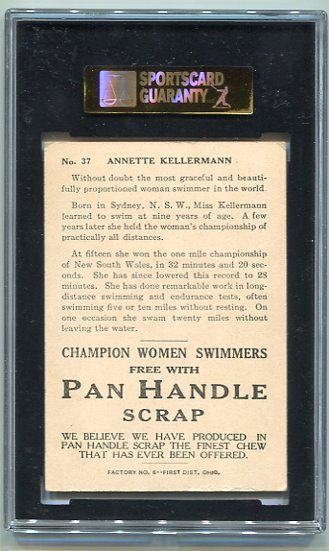 SPORTSCARD
GUARANTY
No. 37 ANNETTE KELLERMANN
Without doubt the most graceful and beauti-
fully proportioned woman swimmer in the world.
Born in Sydney, N. S. W., Miss Kellermann
learned to swim at nine years of age. A few
years later she held the woman's championship of
practically all distances.
At fifteen she won the one mile championship
of New South Wales, in 32 minutes and 20 sec-
onds. She has since lowered this record to 28
minutes. She has done remarkable work in long-
distance swimming and endurance tests, often
swimming five or ten miles without resting. On
one occasion she swam twenty miles without
leaving the water.
CHAMPION WOMEN SWIMMERS
FREE WITH
PAN HANDLE
SCRAP
WE BELIEVE WE HAVE PRODUCED IN
PAN HANDLE SCRAP THE FINEST CHEW
THAT HAS EVER BEEN OFFERED.
FACTORY NO. 6--FIRST DIST. OHIO.